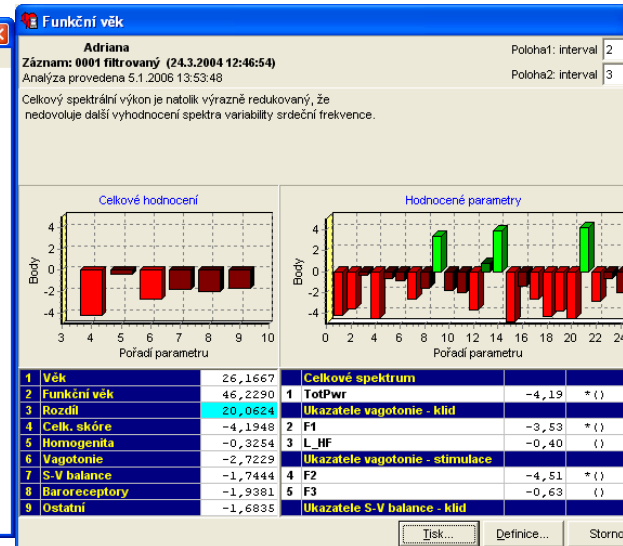 Funkční věk
Adriana
Záznam: 0001 filtrovaný (24.3.2004 12:46:54)
Analýza provedena 5.1.2006 13:53:48
Poloha1: interval 2
Poloha2: interval 3
Celkový spektrální výkon je natolik výrazně redukovaný, že
nedovoluje další vyhodnocení spektra variability srdeční frekvence.
Celkové hodnocení
Body
4
2
0
-2
-4
3 4 5 6 7 8 9 10
Pořadí parametru
Hodnocené parametry
Body
4
2
0
-2
-4
0 2 4 6 8 10 12 14 16 18 20 22 24
Pořadí parametru
1 Věk 26,1667
2 Funkční věk 46,2290
3 Rozdíl 20,0624
4 Celk. skóre -4,1948
5 Homogenita -0,3254
6 Vagotonie -2,7229
7 S-V balance -1,7444
8 Baroreceptory -1,9381
9 Ostatní -1,6835
Celkové spektrum
1 TotPwr -4,19 *()
Ukazatele vagotonie - klid
2 F1 -3,53 *()
3 L_HF -0,40 ()
Ukazatele vagotonie - stimulace
4 F2 -4,51 *()
5 F3 -0,63 ()
Ukazatele S-V balance - klid
Tisk... Definice... Storno